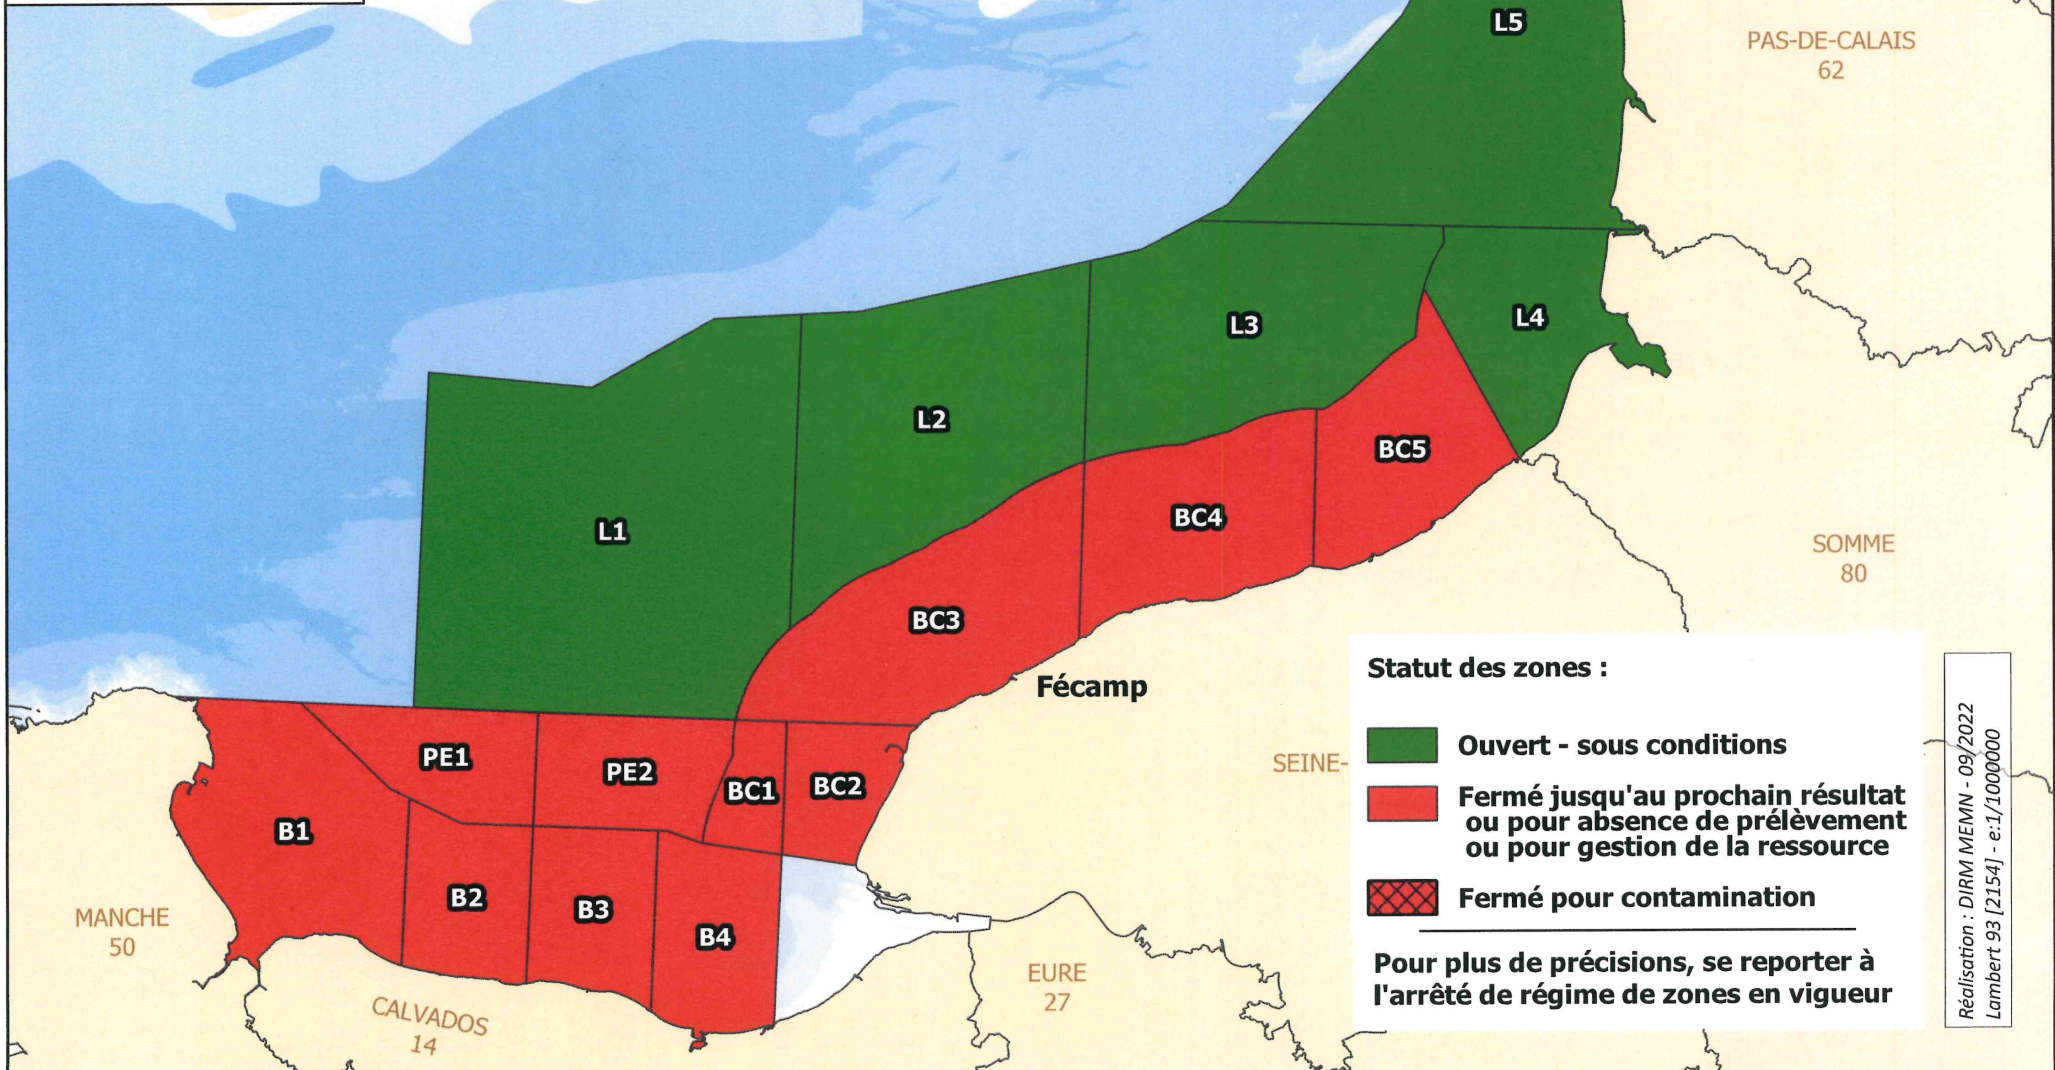 L5
PAS-DE-CALAIS
62
L3
L4
L2
BC5
BC4
L1
SOMME
80
BC3
Fécamp
PE1
PE2
BC1
BC2
SEINE-
B1
B2
B3
B4
MANCHE
50
EURE
27
CALVADOS
14
Statut des zones :
Ouvert - sous conditions
Fermé jusqu'au prochain résultat
ou pour absence de prélèvement
ou pour gestion de la ressource
Fermé pour contamination
Pour plus de précisions, se reporter à
l'arrêté de régime de zones en vigueur
Réalisation : DIRM MEMN - 09/2022
Lambert 93 [2154] - e:1/1000000